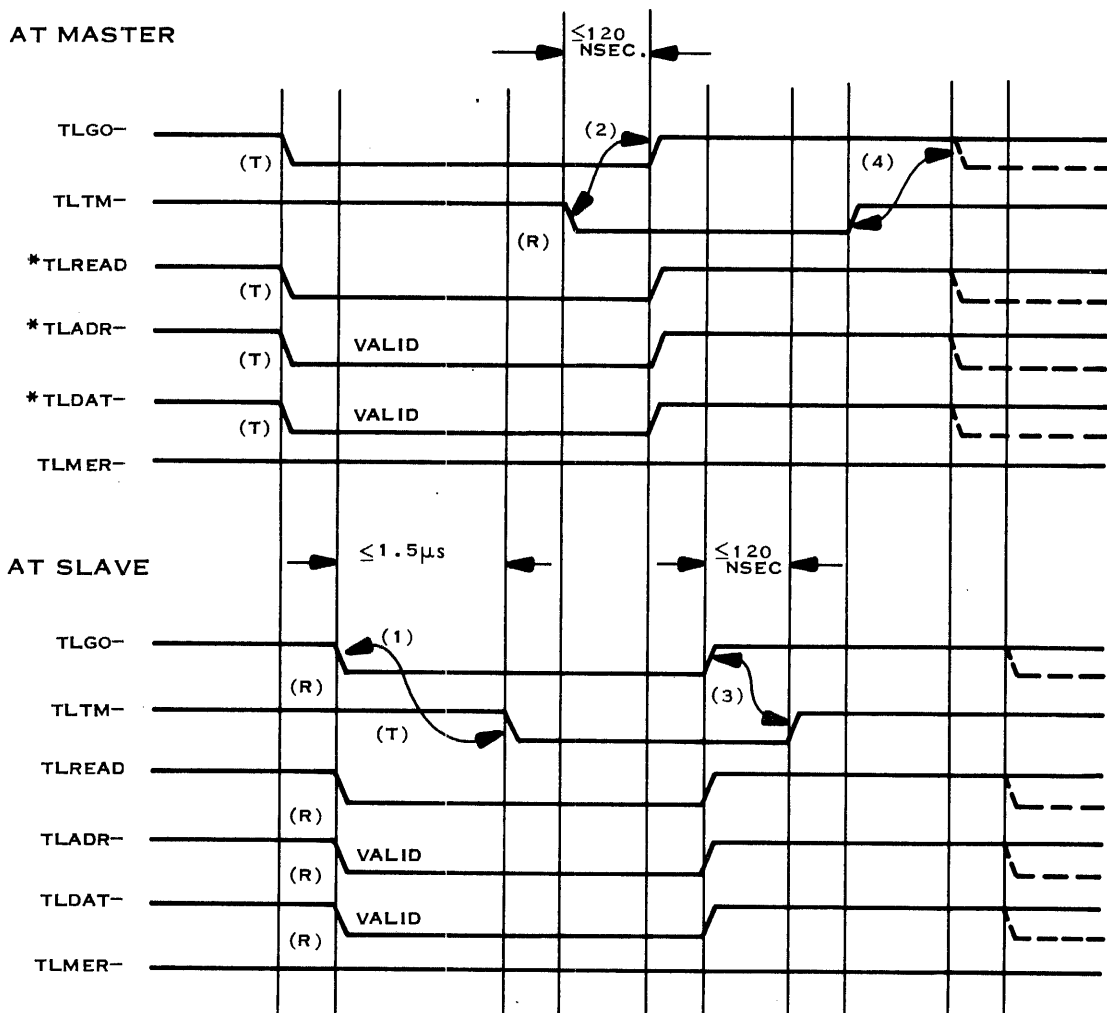 AT MASTER
≤120
NSEC.
TLGO–
(T)
(2)
(4)
TLTM–
(R)
*TLREAD
(T)
*TLADR–
(T)
VALID
*TLDAT–
(T)
VALID
TLMER–
AT SLAVE
≤1.5μs
≤120
NSEC
TLGO–
(R)
(1)
TLTM–
(T)
(3)
TLREAD
(R)
TLADR–
(R)
VALID
TLDAT–
(R)
VALID
TLMER–